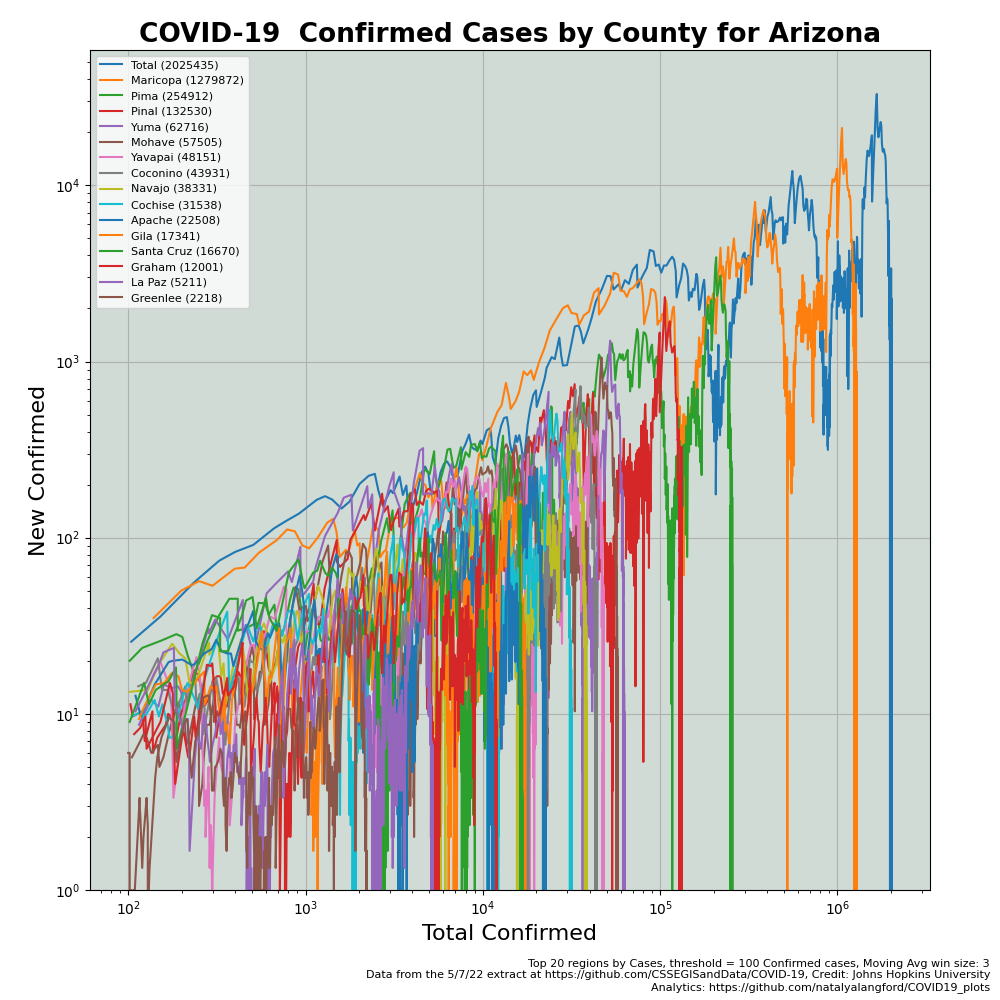 COVID-19  Confirmed Cases by County for Arizona
Total (2025435)
Maricopa (1279872)
Pima (254912)
Pinal (132530)
Yuma (62716)
Mohave (57505)
Yavapai (48151)
Coconino (43931)
Navajo (38331)
Cochise (31538)
Apache (22508)
Gila (17341)
Santa Cruz (16670)
Graham (12001)
La Paz (5211)
Greenlee (2218)
New Confirmed
10⁴
10³
10²
10¹
10⁰
10² 10³ 10⁴ 10⁵ 10⁶
Total Confirmed
Top 20 regions by Cases, threshold = 100 Confirmed cases, Moving Avg win size: 3
Data from the 5/7/22 extract at https://github.com/CSSEGISandData/COVID-19, Credit: Johns Hopkins University
Analytics: https://github.com/natalyalangford/COVID19_plots